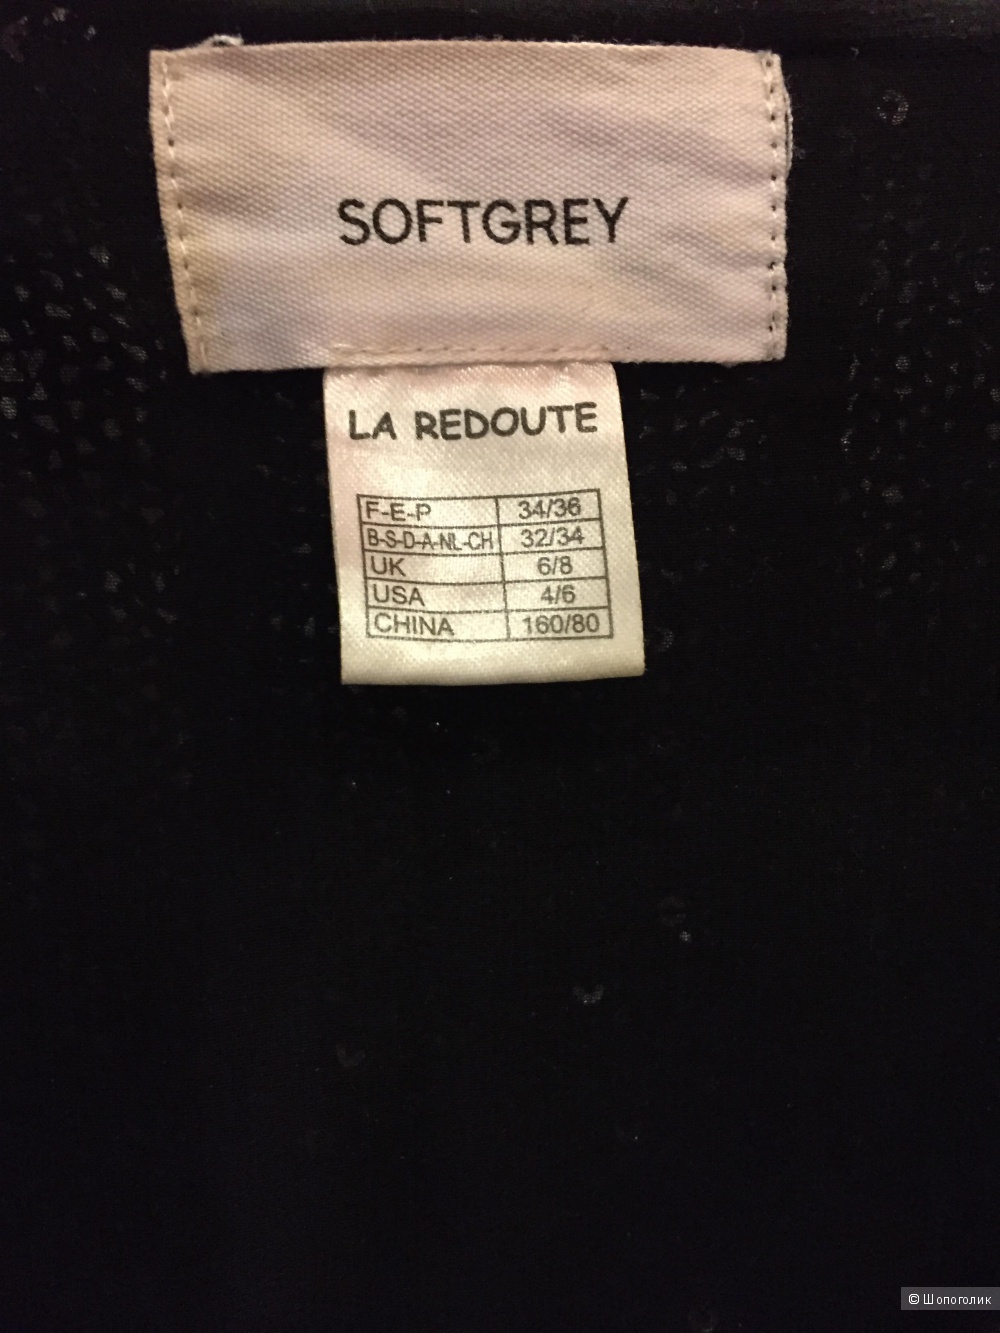 SOFTGREY
LA REDOUTE
F-E-P 34/36
B-S-D-A-NL-CH 32/34
UK 6/8
USA 4/6
CHINA 160/80
© Шопоголик